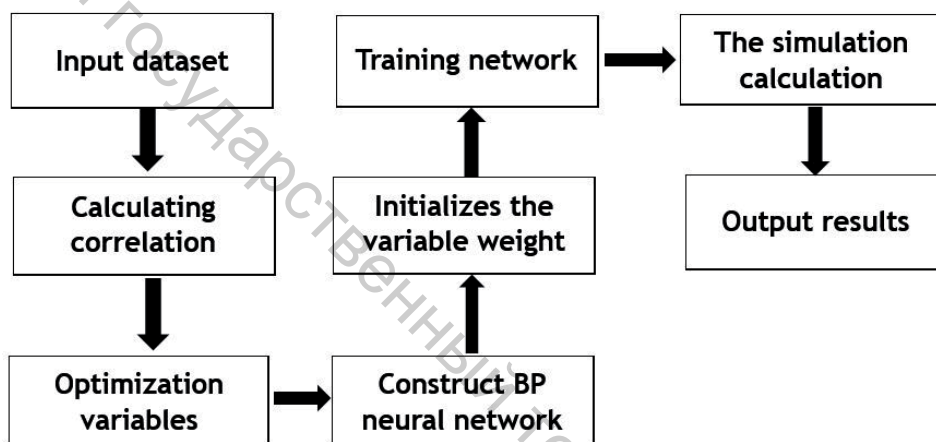 Input dataset
Calculating
correlation
Optimization
variables
Construct BP
neural network
Initializes the
variable weight
Training network
The simulation
calculation
Output results
государственный